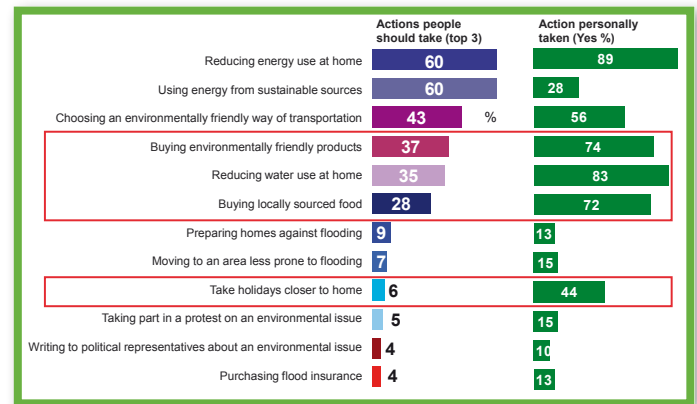 Actions people
should take (top 3)
Action personally
taken (Yes %)
Reducing energy use at home 60 89
Using energy from sustainable sources 60 28
Choosing an environmentally friendly way of transportation 43 % 56
Buying environmentally friendly products 37 74
Reducing water use at home 35 83
Buying locally sourced food 28 72
Preparing homes against flooding 9 13
Moving to an area less prone to flooding 7 15
Take holidays closer to home 6 44
Taking part in a protest on an environmental issue 5 15
Writing to political representatives about an environmental issue 4 10
Purchasing flood insurance 4 13